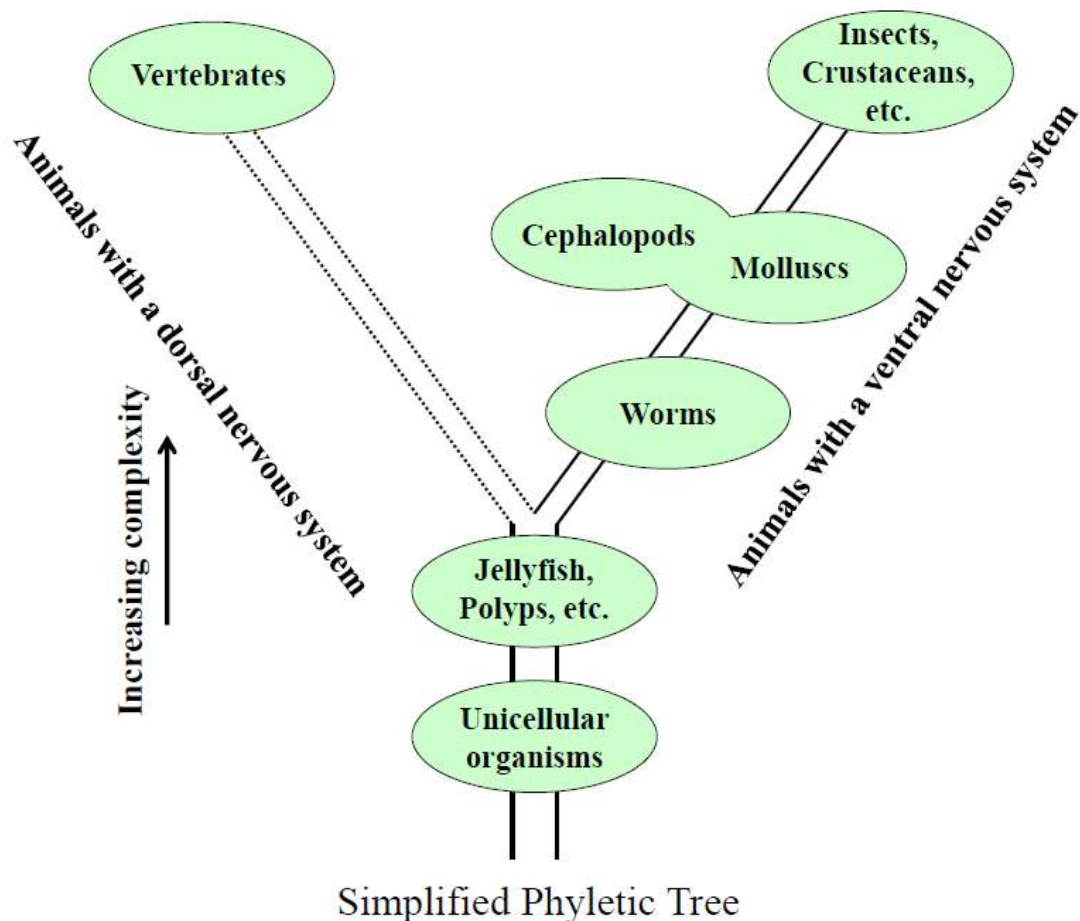 Vertebrates
Insects,
Crustaceans,
etc.
Animals with a dorsal nervous system
Cephalopods
Molluscs
Animals with a ventral nervous system
Worms
Increasing complexity
Jellyfish,
Polyps, etc.
Unicellular
organisms
Simplified Phyletic Tree